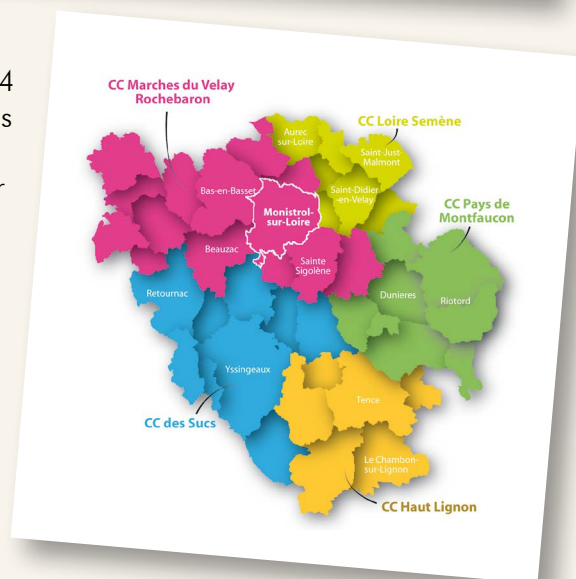 4
s
r
CC Marches du Velay
Rochebaron
CC Loire Semène
Aurec
sur-Loire
Saint-Just-
Malmont
Bas-en-Basset
Saint-Didier
-en-Velay
Monistrol-
sur-Loire
CC Pays de
Montfaucon
Beauzac
Sainte
Sigolène
Retournac
Dunieres
Riotord
Yssingeaux
Tence
CC des Sucs
Le Chambon-
sur-Lignon
CC Haut Lignon